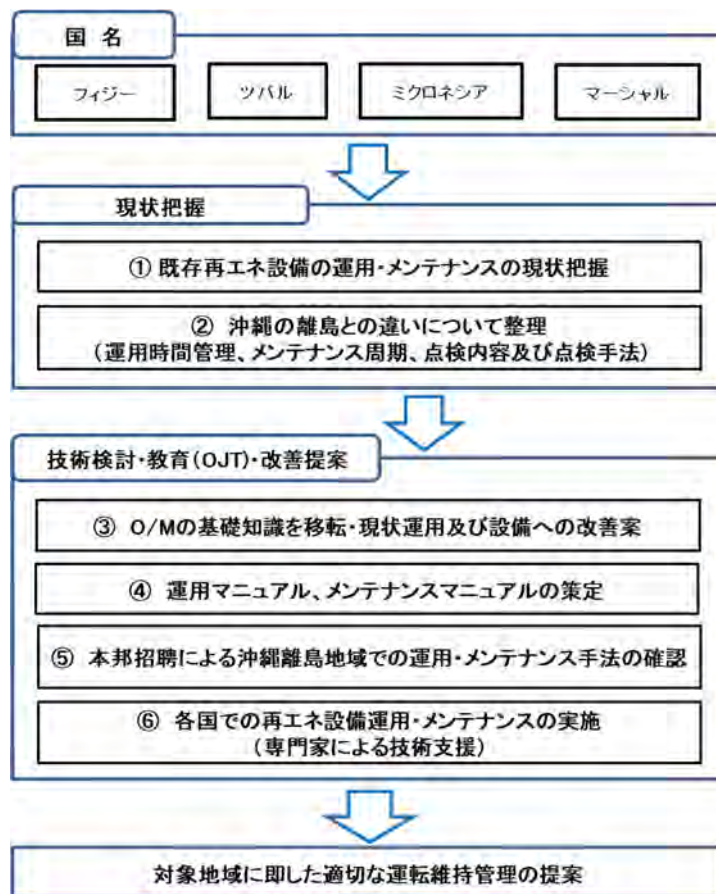 国 名
フィジー
ツバル
ミクロネシア
マーシャル
現状把握
① 既存再エネ設備の運用・メンテナンスの現状把握
② 沖縄の離島との違いについて整理
(運用時間管理、メンテナンス周期、点検内容及び点検手法)
技術検討・教育(OJT)・改善提案
③ O/Mの基礎知識を移転・現状運用及び設備への改善案
④ 運用マニュアル、メンテナンスマニュアルの策定
⑤ 本邦招聘による沖縄離島地域での運用・メンテナンス手法の確認
⑥ 各国での再エネ設備運用・メンテナンスの実施
(専門家による技術支援)
対象地域に即した適切な運転維持管理の提案